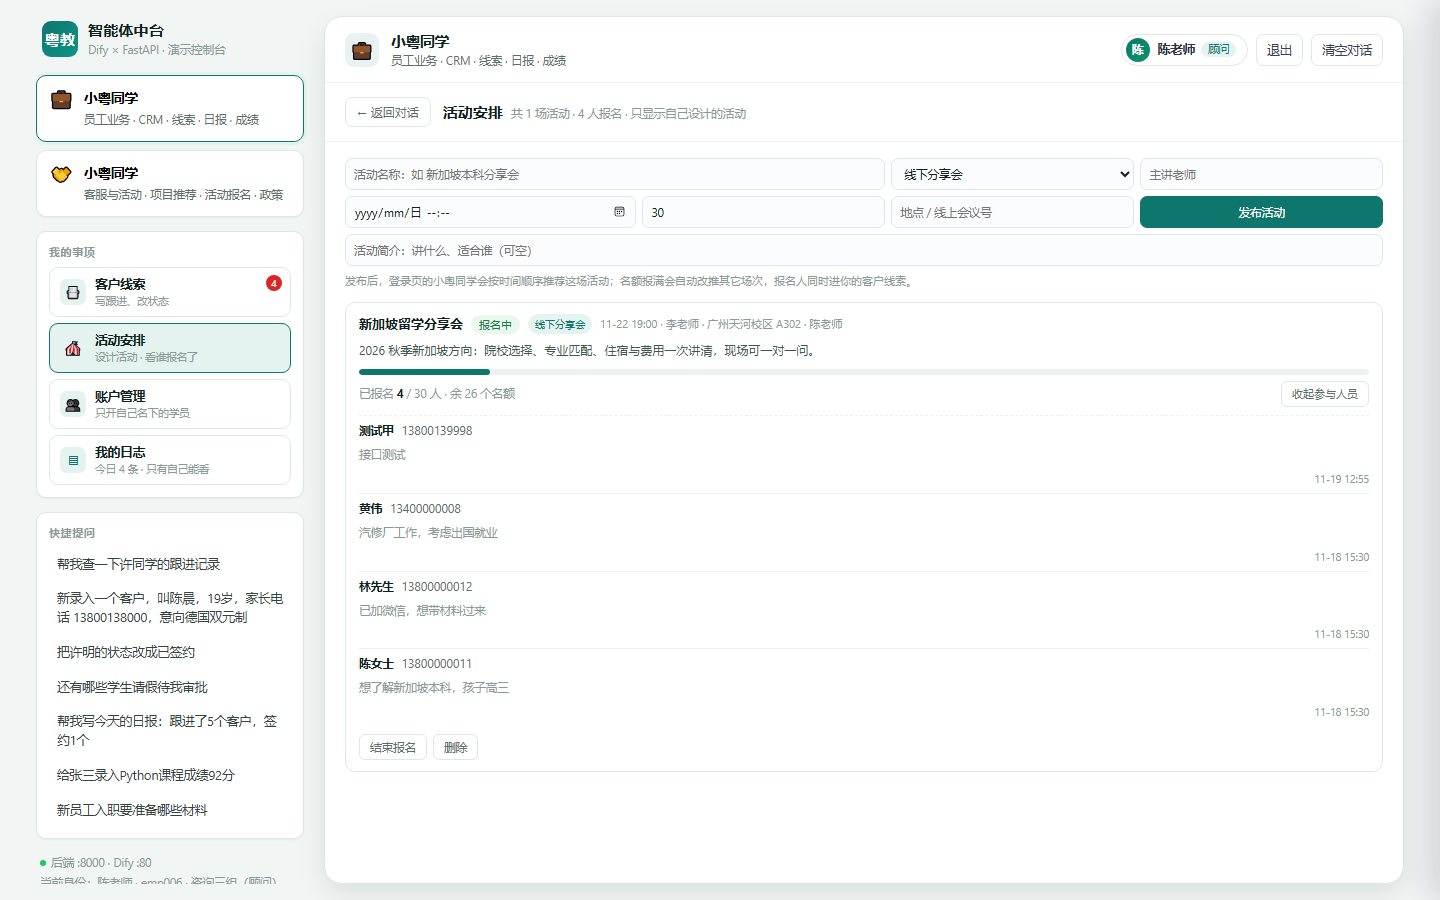 粤教
智能体中台
Dify × FastAPI · 演示控制台
小粤同学
员工业务 · CRM · 线索 · 日报 · 成绩
小粤同学
客服与活动 · 项目推荐 · 活动报名 · 政策
我的事项
客户线索
写跟进、改状态
4
活动安排
设计活动 · 看谁报名了
账户管理
只开自己名下的学员
我的日志
今日 4 条 · 只有自己能看
快捷提问
帮我查一下许同学的跟进记录
新录入一个客户，叫陈晨，19岁，家长电
话 13800138000，意向德国双元制
把许明的状态改成已签约
还有哪些学生请假待我审批
帮我写今天的日报：跟进了5个客户，签
约1个
给张三录入Python课程成绩92分
新员工入职要准备哪些材料
后端 :8000 · Dify :80
当前身份：陈老师 · emp006 · 咨询三组（顾问）
小粤同学
员工业务 · CRM · 线索 · 日报 · 成绩
陈 陈老师 顾问
退出
清空对话
← 返回对话
活动安排 共 1 场活动 · 4 人报名 · 只显示自己设计的活动
活动名称：如 新加坡本科分享会
线下分享会
主讲老师
yyyy/mm/日 --:--
30
地点 / 线上会议号
发布活动
活动简介：讲什么、适合谁（可空）
发布后，登录页的小粤同学会按时间顺序推荐这场活动；名额报满会自动改推其它场次，报名人同时进你的客户线索。
新加坡留学分享会 报名中 线下分享会 11-22 19:00 · 李老师 · 广州天河校区 A302 · 陈老师
2026 秋季新加坡方向：院校选择、专业匹配、住宿与费用一次讲清，现场可一对一问。
已报名 4 / 30 人 · 余 26 个名额
收起参与人员
测试甲 13800139998
接口测试
11-19 12:55
黄伟 13400000008
汽修厂工作，考虑出国就业
11-18 15:30
林先生 13800000012
已加微信，想带材料过来
11-18 15:30
陈女士 13800000011
想了解新加坡本科，孩子高三
11-18 15:30
结束报名
删除